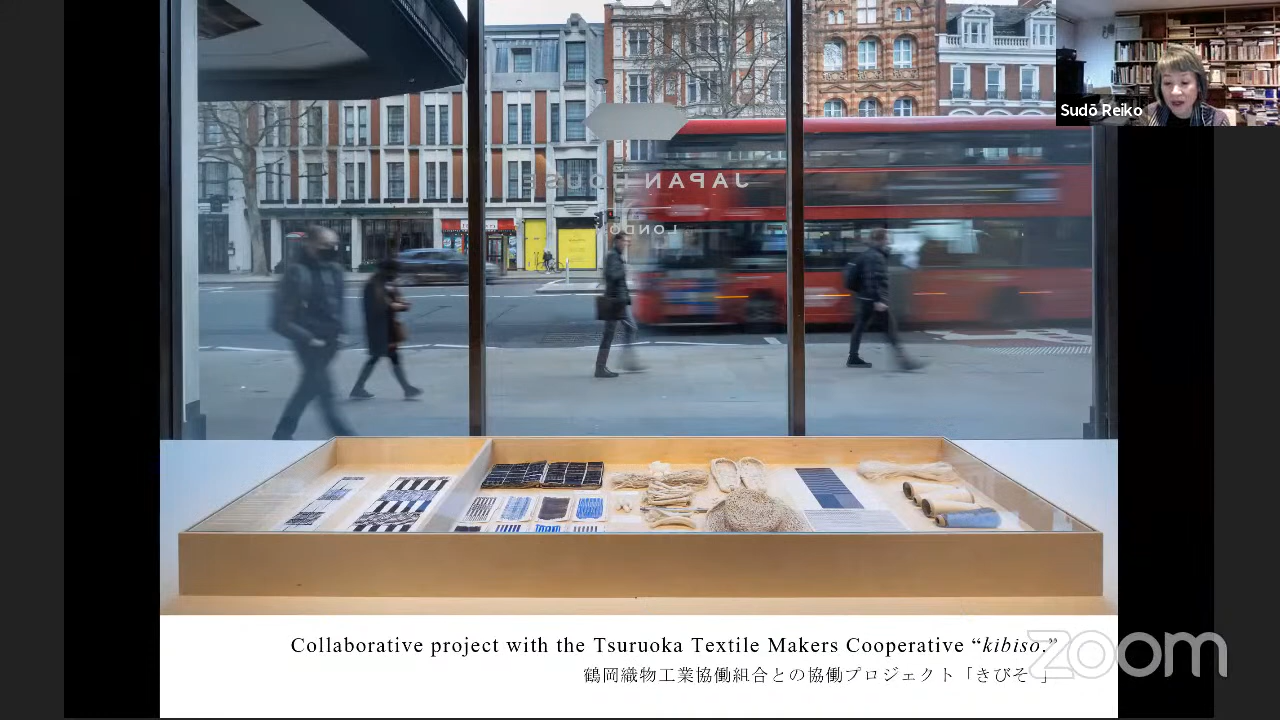 Sudō Reiko
JAPAN HOUSE
LONDON
Collaborative project with the Tsuruoka Textile Makers Cooperative “kibiso.”
鶴岡織物工業協働組合との協働プロジェクト「きびそ」
zoom